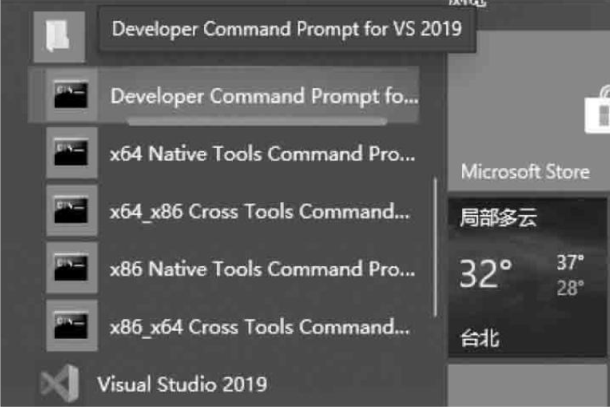 Developer Command Prompt for VS 2019
Developer Command Prompt fo...
x64 Native Tools Command Pro...
x64_x86 Cross Tools Command...
x86 Native Tools Command Pro...
x86_x64 Cross Tools Command...
Visual Studio 2019
Microsoft Store
局部多云
32°
37°
28°
台北